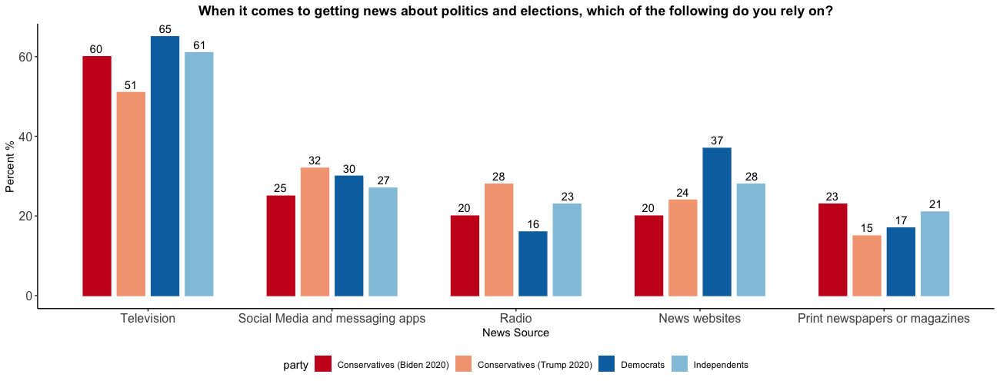 When it comes to getting news about politics and elections, which of the following do you rely on?
Percent %
60
40
20
0
60
51
65
61
25
32
30
27
20
28
16
23
20
24
37
28
23
15
17
21
Television
Social Media and messaging apps
Radio
News websites
Print newspapers or magazines
News Source
party Conservatives (Biden 2020) Conservatives (Trump 2020) Democrats Independents